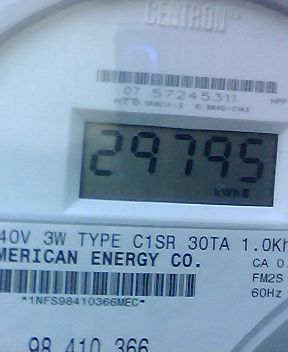 CENTRON®
07 57245311
29795
kWh
40V 3W TYPE C1SR 30TA 1.0Kh
MERICAN ENERGY CO.
CA 0.
FM2S
60Hz
*1NFS98410366MEC*
98 410 366